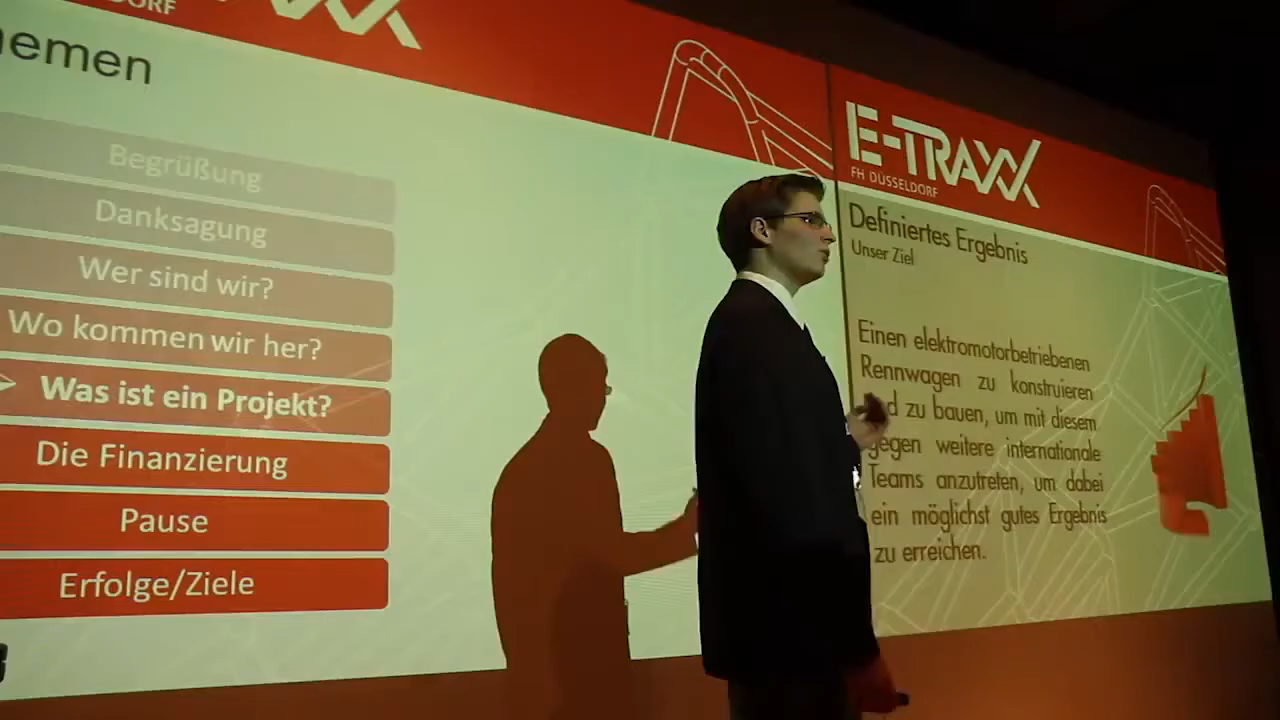 Begrüßung
Danksagung
Wer sind wir?
Wo kommen wir her?
Was ist ein Projekt?
Die Finanzierung
Pause
Erfolge/Ziele
E-TRAXX
FH DÜSSELDORF
Definiertes Ergebnis
Unser Ziel
Einen elektromotorbetriebenen
Rennwagen zu konstruieren
zu bauen, um mit diesem
gegen weitere internationale
Teams anzutreten, um dabei
ein möglichst gutes Ergebnis
zu erreichen.